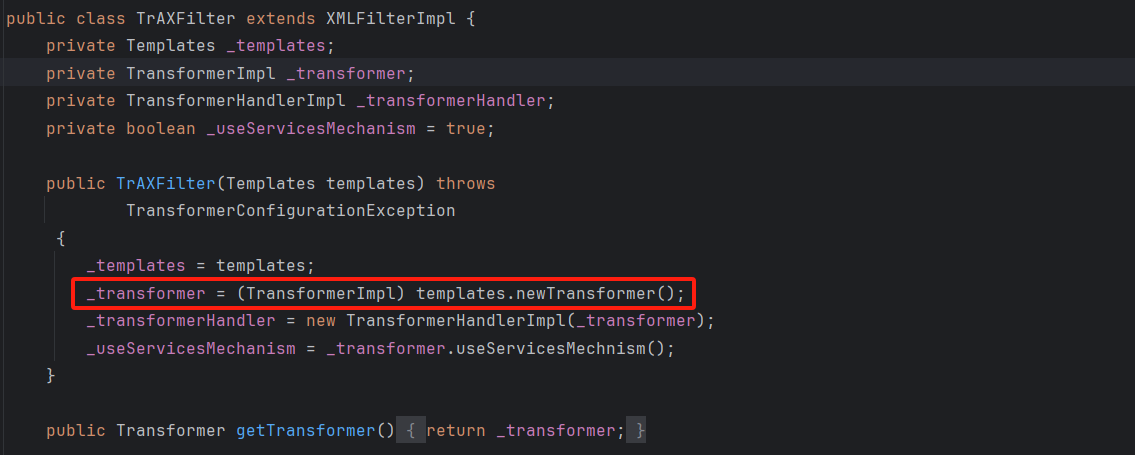 public class TrAXFilter extends XMLFilterImpl {
private Templates _templates;
private TransformerImpl _transformer;
private TransformerHandlerImpl _transformerHandler;
private boolean _useServicesMechanism = true;
public TrAXFilter(Templates templates) throws
TransformerConfigurationException
{
_templates = templates;
_transformer = (TransformerImpl) templates.newTransformer();
_transformerHandler = new TransformerHandlerImpl(_transformer);
_useServicesMechanism = _transformer.useServicesMechnism();
}
public Transformer getTransformer() { return _transformer; }